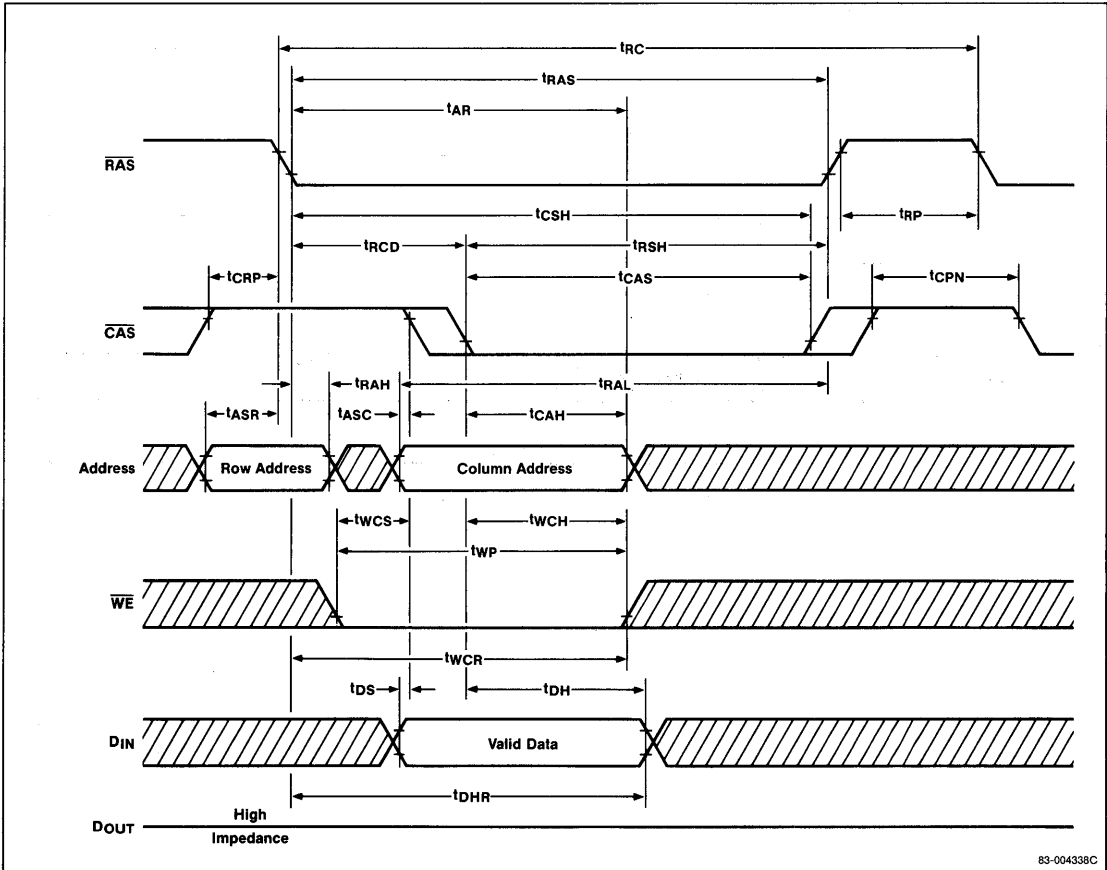 tRC
tRAS
tAR
RAS
tCSH
tRP
tRCD
tRSH
tCRP
tCAS
tCPN
CAS
tRAH
tRAL
tASR
tASC
tCAH
Address
Row Address
Column Address
tWCS
tWCH
tWP
WE
tWCR
tDS
tDH
DIN
Valid Data
tDHR
High
DOUT
Impedance
83-004338C